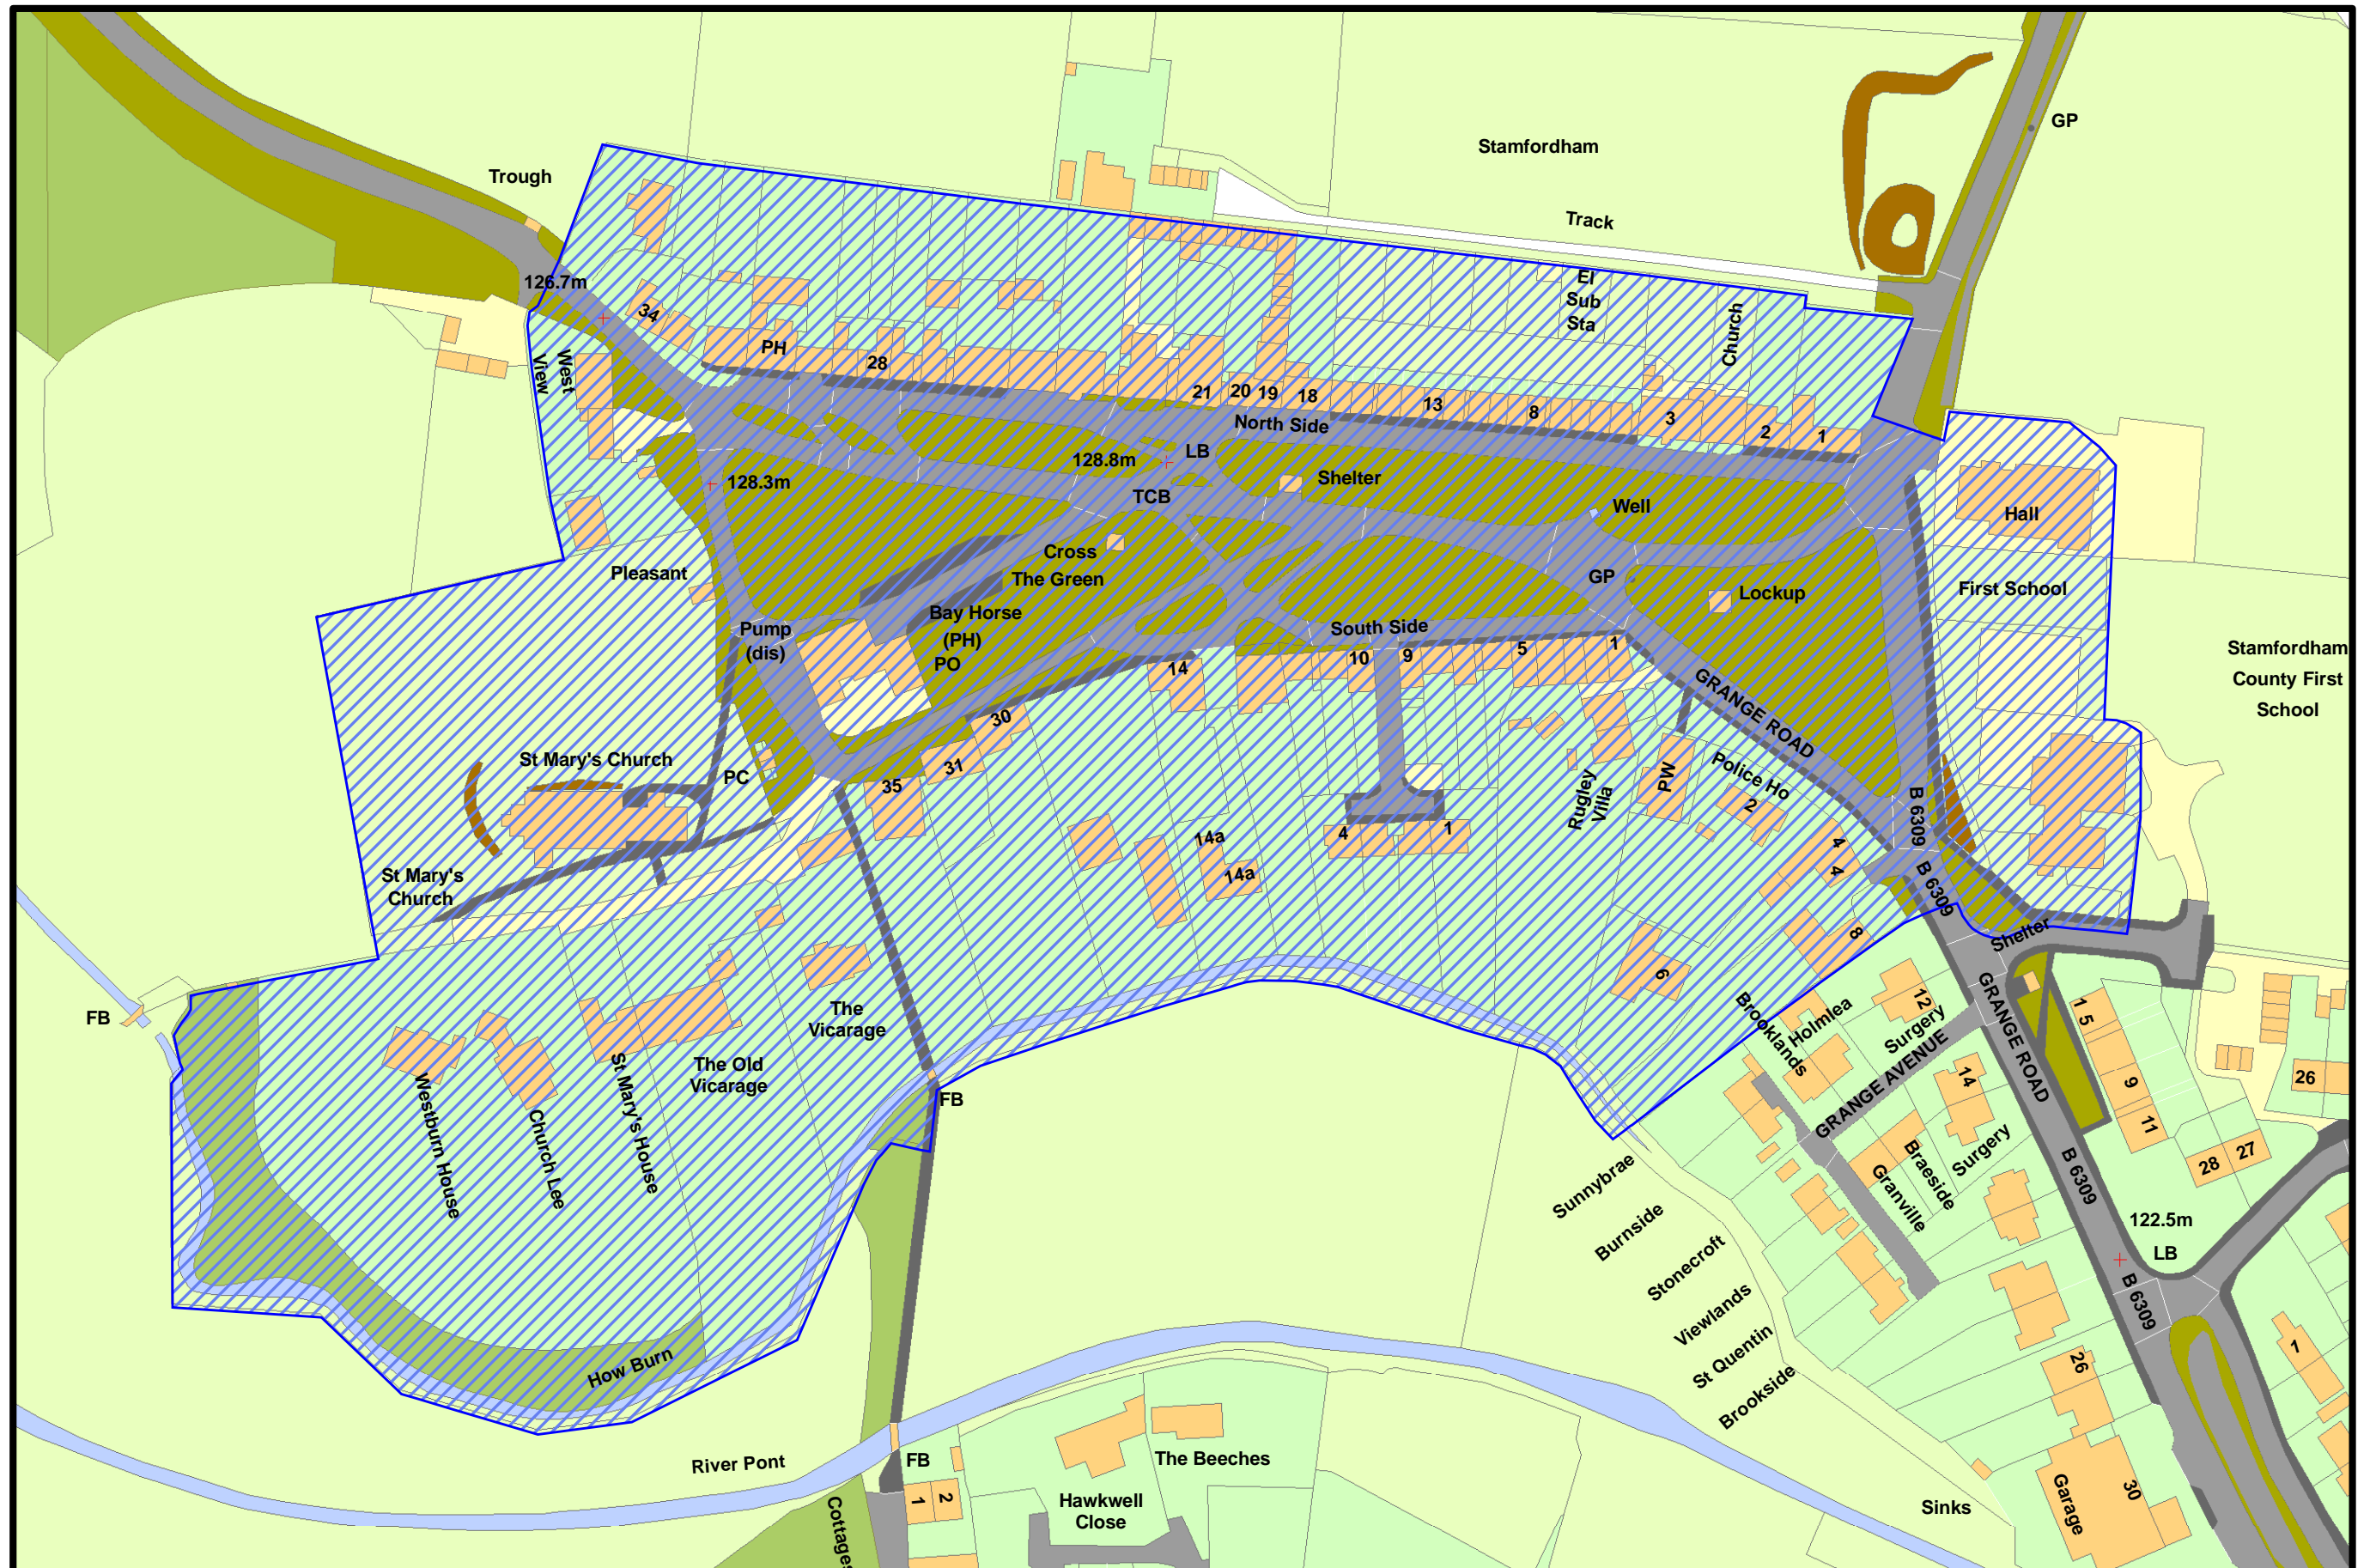 GP
Stamfordham
Trough
Track
126.7m
El
Sub
Sta
Church
34
PH
28
West
View
21
20
19
18
13
8
3
2
1
North Side
LB
128.8m
Shelter
128.3m
TCB
Well
Hall
Cross
The Green
Pleasant
GP
Lockup
First School
Bay Horse
(PH)
PO
Pump
(dis)
South Side
10
9
5
1
14
Stamfordham
County First
School
GRANGE ROAD
30
31
35
St Mary's Church
PC
Rugley
Villa
PW
Police Ho
2
B 6309
4
1
4
4
14a
14a
St Mary's
Church
B 6309
8
Shelter
6
FB
The
Vicarage
The Old
Vicarage
Brooklands
Holmlea
12
Surgery
GRANGE AVENUE
GRANGE ROAD
1
5
9
11
26
Westburn House
Church Lee
St Mary's House
FB
14
Surgery
Braeside
Granville
28
27
B 6309
Sunnybrae
Burnside
Stonecroft
Viewlands
St Quentin
Brookside
122.5m
LB
B 6309
How Burn
1
26
River Pont
FB
The Beeches
1
2
Hawkwell
Close
Cottages
Sinks
Garage
30